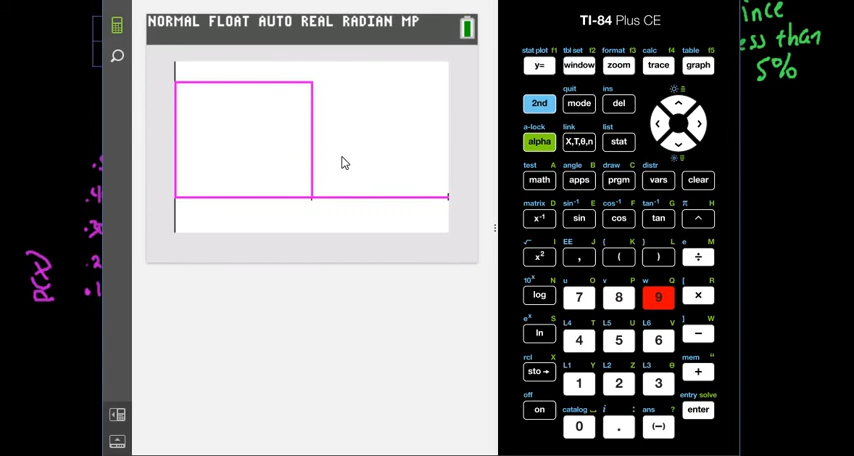 NORMAL FLOAT AUTO REAL RADIAN MP
TI-84 Plus CE
ince
ess than
5%
P(X)
stat plot f1 tbl set f2 format f3 calc f4 table f5
y= window zoom trace graph
quit ins
2nd mode del
a-lock link list
alpha X,T,θ,n stat
test A angle B draw C distr
math apps prgm vars clear
matrix D sin⁻¹ E cos⁻¹ F tan⁻¹ G π H
x⁻¹ sin cos tan ^
√ I EE J { K } L e M
x² , ( ) ÷
10ˣ N u O v P w Q [ R
log 7 8 9 ×
eˣ S L4 T L5 U L6 V ] W
ln 4 5 6 −
rcl X L1 Y L2 Z L3 θ mem "
sto→ 1 2 3 +
off catalog ⎵ i : ans ? entry solve
on 0 . (−) enter